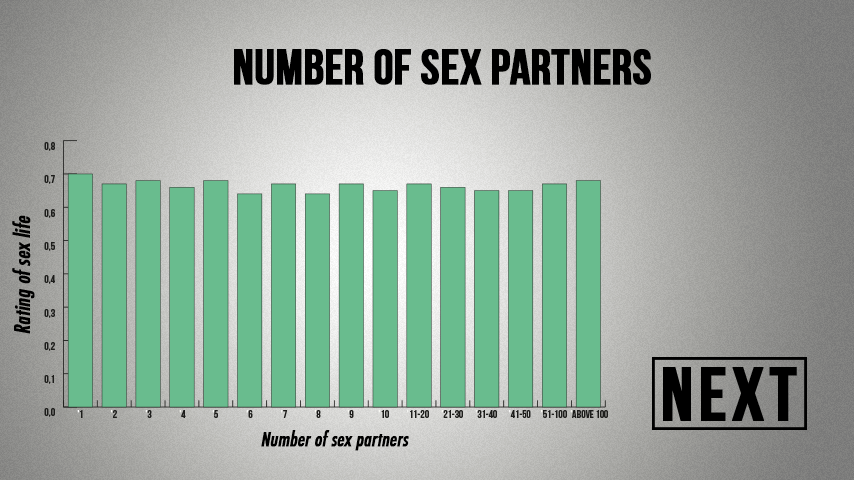 NUMBER OF SEX PARTNERS
Rating of sex life
0,8
0,7
0,6
0,5
0,4
0,3
0,2
0,1
0,0
1 2 3 4 5 6 7 8 9 10 11-20 21-30 31-40 41-50 51-100 ABOVE 100
Number of sex partners
NEXT